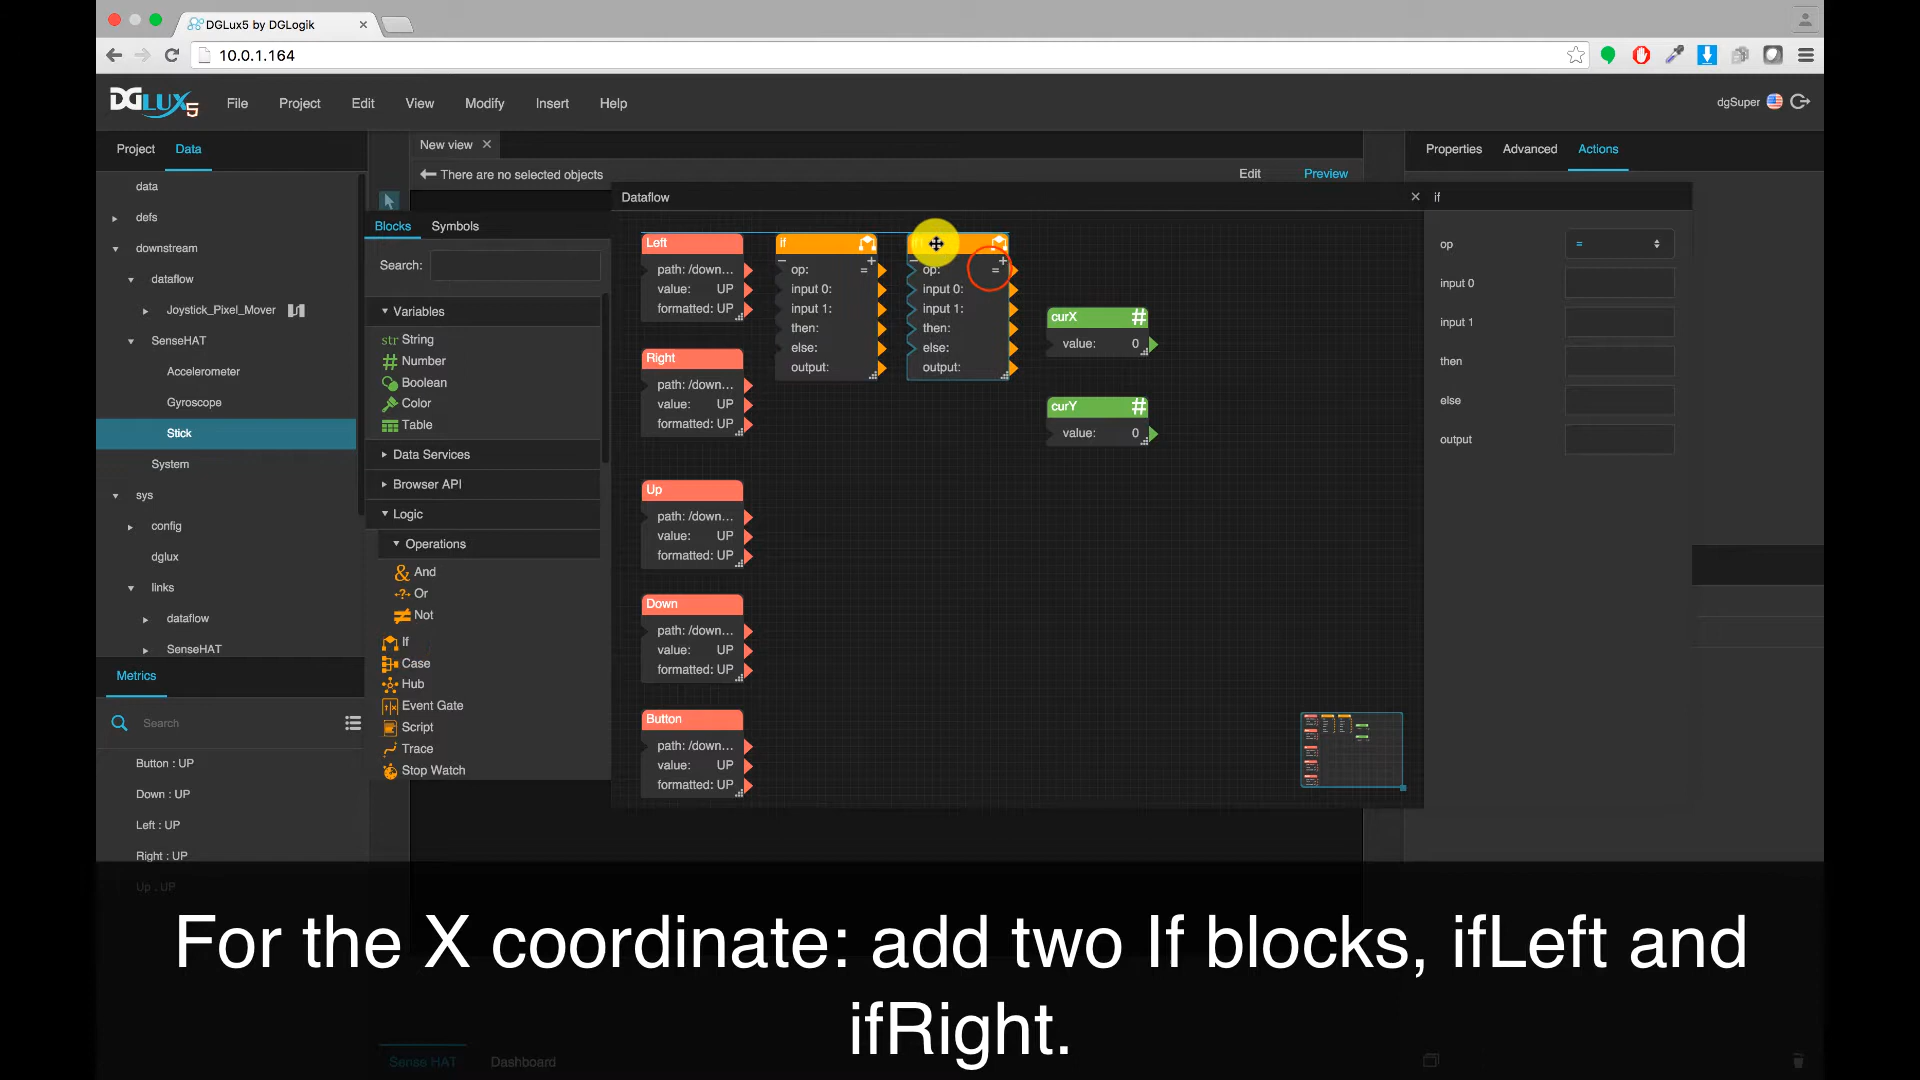 DGLux5 by DGLogik
10.0.1.164
DGLUX5
File Project Edit View Modify Insert Help
dgSuper
Project Data
New view
Properties Advanced Actions
There are no selected objects
Edit Preview
data
defs
downstream
dataflow
Joystick_Pixel_Mover
SenseHAT
Accelerometer
Gyroscope
Stick
System
sys
config
dglux
links
dataflow
SenseHAT
Metrics
Search
Button : UP
Down : UP
Left : UP
Right : UP
Up : UP
Blocks Symbols
Search:
Variables
str String
# Number
Boolean
Color
Table
Data Services
Browser API
Logic
Operations
& And
Or
Not
If
Case
Hub
Event Gate
Script
Trace
Stop Watch
Dataflow
Left
path: /down...
value: UP
formatted: UP
Right
path: /down...
value: UP
formatted: UP
Up
path: /down...
value: UP
formatted: UP
Down
path: /down...
value: UP
formatted: UP
Button
path: /down...
value: UP
formatted: UP
if
op: =
input 0:
input 1:
then:
else:
output:
op: =
input 0:
input 1:
then:
else:
output:
curX #
value: 0
curY #
value: 0
if
op =
input 0
input 1
then
else
output
For the X coordinate: add two If blocks, ifLeft and
ifRight.
Sense HAT Dashboard